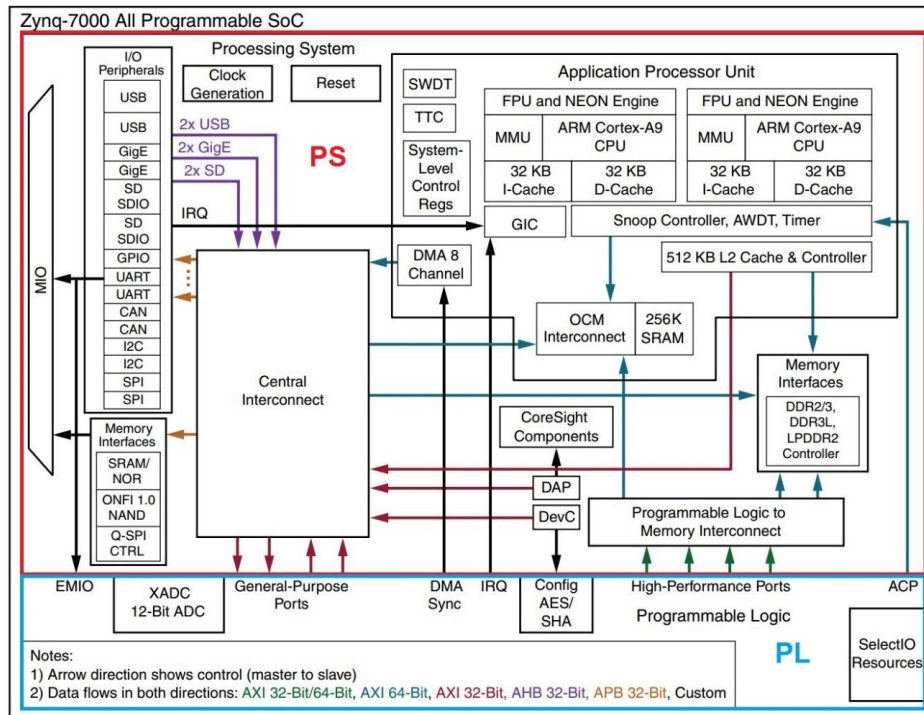 Zynq-7000 All Programmable SoC
I/O
Peripherals
USB
USB
GigE
GigE
SD
SDIO
SD
SDIO
GPIO
UART
UART
CAN
CAN
I2C
I2C
SPI
SPI
MIO
Processing System
Clock
Generation
Reset
2x USB
2x GigE
2x SD
PS
IRQ
Application Processor Unit
SWDT
TTC
System-
Level
Control
Regs
FPU and NEON Engine
MMU
ARM Cortex-A9
CPU
32 KB
I-Cache
32 KB
D-Cache
FPU and NEON Engine
MMU
ARM Cortex-A9
CPU
32 KB
I-Cache
32 KB
D-Cache
GIC
Snoop Controller, AWDT, Timer
DMA 8
Channel
512 KB L2 Cache & Controller
OCM
Interconnect
256K
SRAM
Central
Interconnect
Memory
Interfaces
DDR2/3,
DDR3L,
LPDDR2
Controller
CoreSight
Components
DAP
DevC
Programmable Logic to
Memory Interconnect
Memory
Interfaces
SRAM/
NOR
ONFI 1.0
NAND
Q-SPI
CTRL
EMIO
XADC
12-Bit ADC
General-Purpose
Ports
DMA
Sync
IRQ
Config
AES/
SHA
High-Performance Ports
ACP
Programmable Logic
PL
SelectIO
Resources
Notes:
1) Arrow direction shows control (master to slave)
2) Data flows in both directions: AXI 32-Bit/64-Bit, AXI 64-Bit, AXI 32-Bit, AHB 32-Bit, APB 32-Bit, Custom